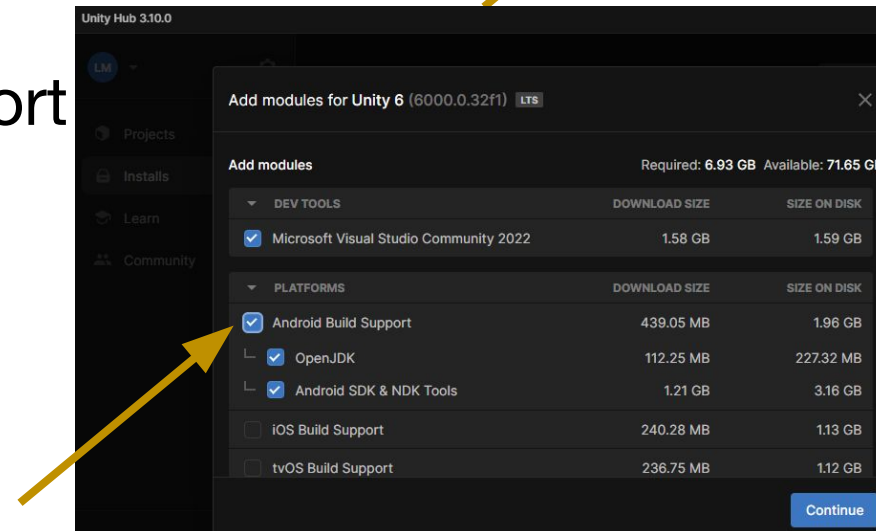 Unity Hub 3.10.0
ort
LM
Add modules for Unity 6 (6000.0.32f1) LTS
Projects
Installs
Learn
Community
Add modules Required: 6.93 GB Available: 71.65 G
DEV TOOLS DOWNLOAD SIZE SIZE ON DISK
Microsoft Visual Studio Community 2022 1.58 GB 1.59 GB
PLATFORMS DOWNLOAD SIZE SIZE ON DISK
Android Build Support 439.05 MB 1.96 GB
OpenJDK 112.25 MB 227.32 MB
Android SDK & NDK Tools 1.21 GB 3.16 GB
iOS Build Support 240.28 MB 1.13 GB
tvOS Build Support 236.75 MB 1.12 GB
Continue